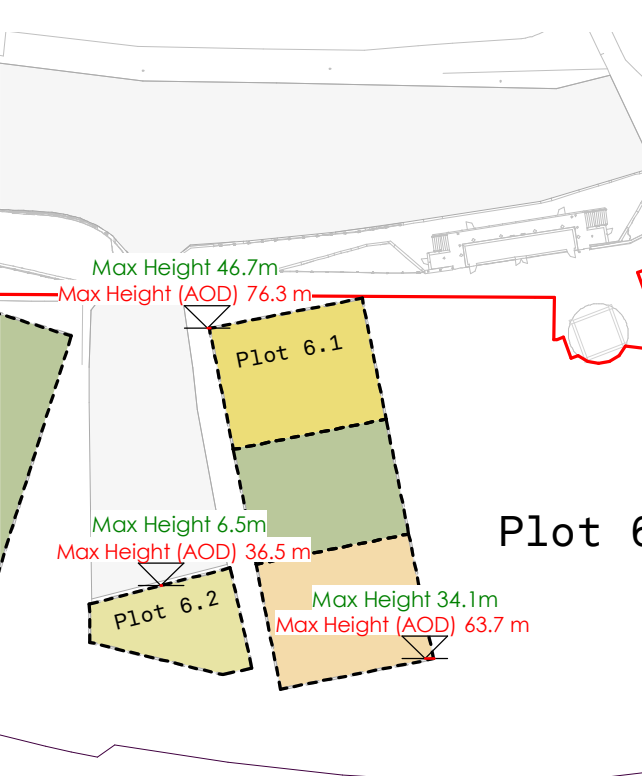 Max Height 46.7m
Max Height (AOD) 76.3 m
Plot 6.1
Max Height 6.5m
Max Height (AOD) 36.5 m
Plot 6
Plot 6.2
Max Height 34.1m
Max Height (AOD) 63.7 m